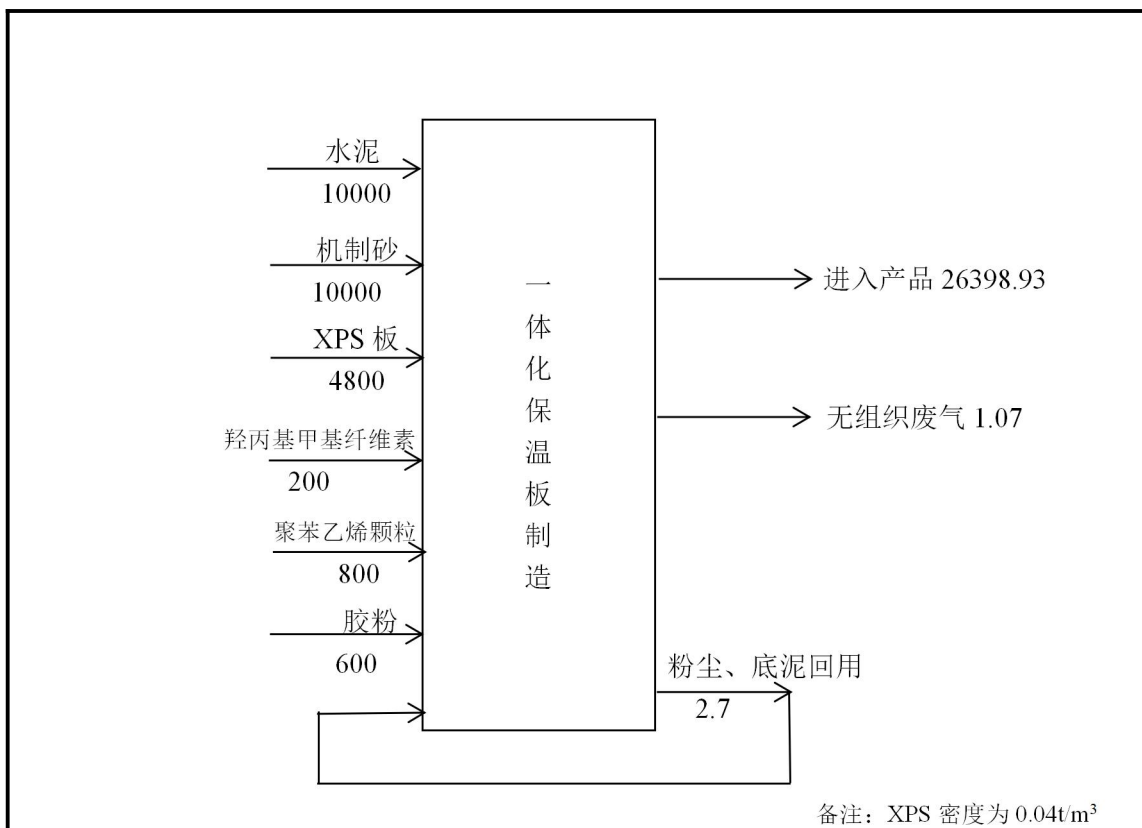 水泥
10000
机制砂
10000
XPS 板
4800
羟丙基甲基纤维素
200
聚苯乙烯颗粒
800
胶粉
600
一体化保温板制造
进入产品 26398.93
无组织废气 1.07
粉尘、底泥回用
2.7
备注：XPS 密度为 0.04t/m³